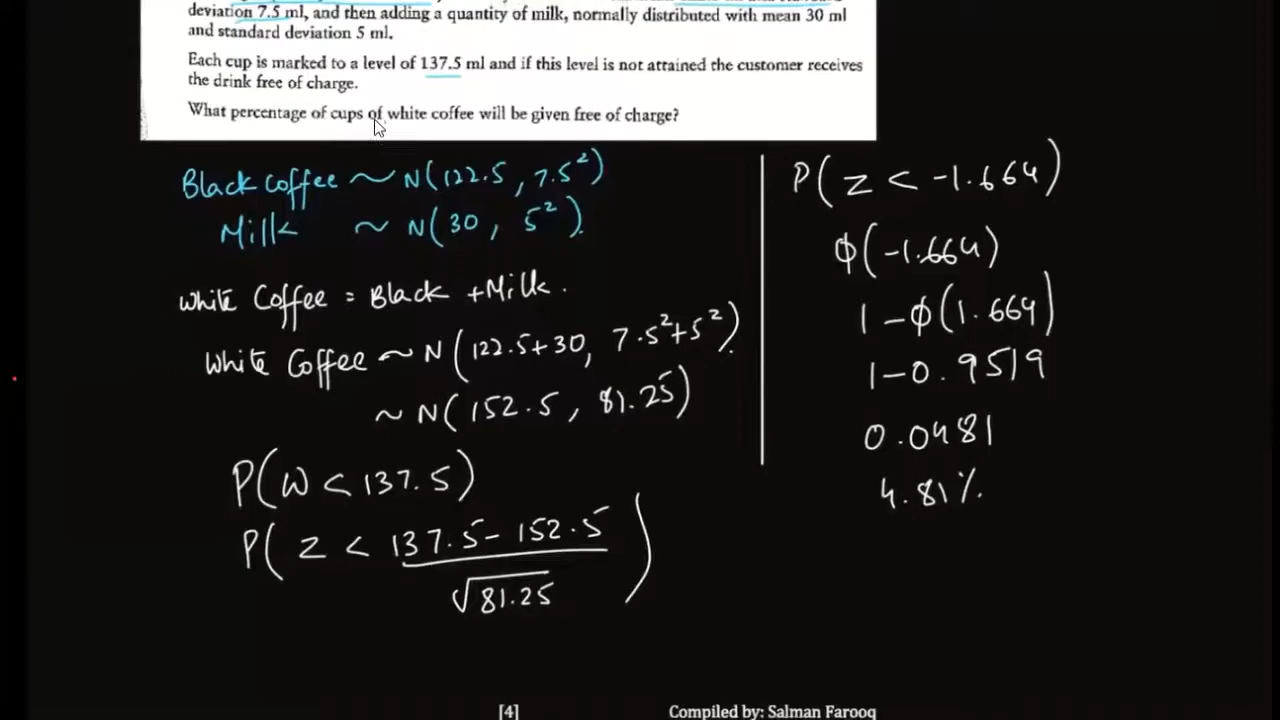 deviation 7.5 ml, and then adding a quantity of milk, normally distributed with mean 30 ml
and standard deviation 5 ml.
Each cup is marked to a level of 137.5 ml and if this level is not attained the customer receives
the drink free of charge.
What percentage of cups of white coffee will be given free of charge?
Black coffee ~ N(122.5, 7.5²)
Milk ~ N(30, 5²).
White Coffee = Black + Milk.
White Coffee ~ N(122.5+30, 7.5²+5²).
~ N(152.5, 81.25)
P(W < 137.5)
P( Z < 137.5 - 152.5
√81.25 )
P( Z < -1.664)
ϕ(-1.664)
1 - ϕ(1.664)
1 - 0.9519
0.0481
4.81%.
[4]
Compiled by: Salman Farooq